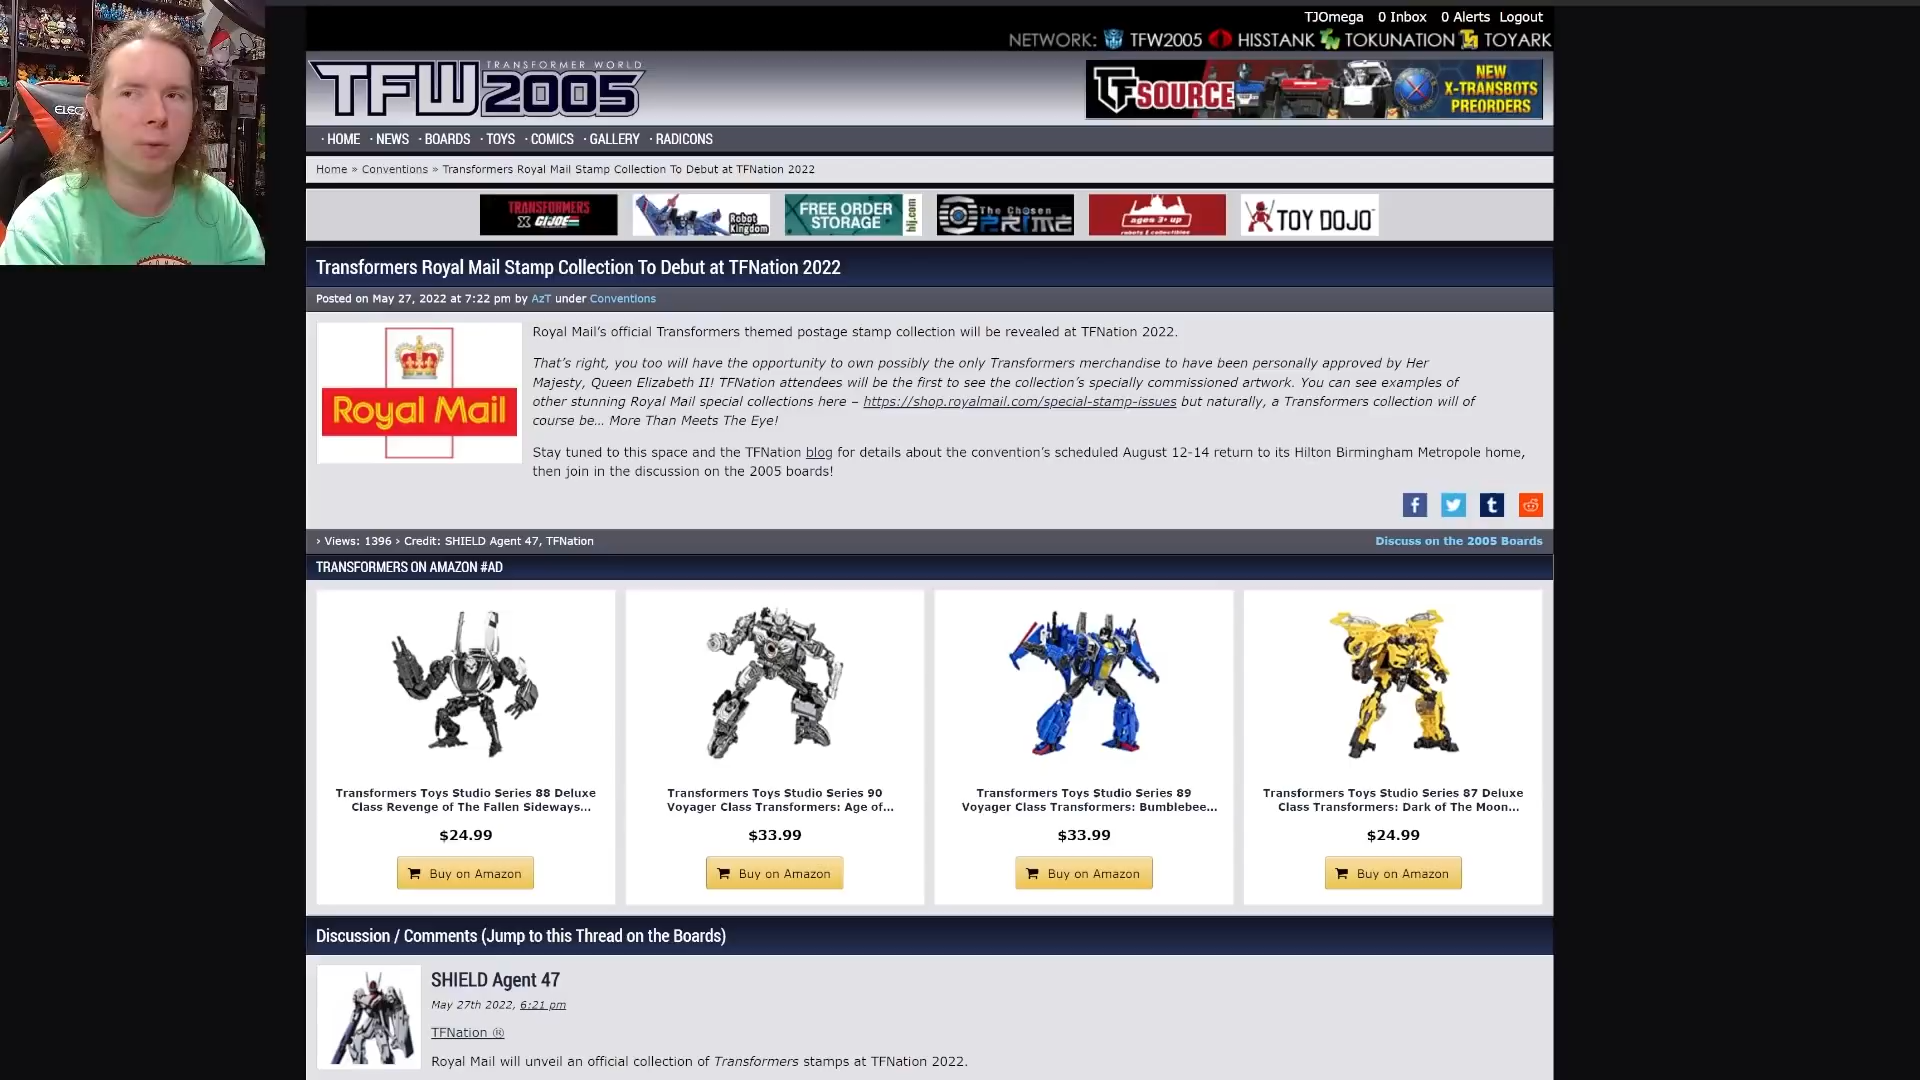 TJOmega 0 Inbox 0 Alerts Logout
NETWORK: TFW2005 HISSTANK TOKUNATION TOYARK
TRANSFORMER WORLD
TFW2005
TFSOURCE
NEW
X-TRANSBOTS
PREORDERS
ELEC
· HOME · NEWS · BOARDS · TOYS · COMICS · GALLERY · RADICONS
Home » Conventions » Transformers Royal Mail Stamp Collection To Debut at TFNation 2022
TRANSFORMERS
X GI JOE
Robot
Kingdom
FREE ORDER
STORAGE
hlj.com
The Chosen
PRIME
ages 3+ up
robots & collectibles
TOY DOJO
Transformers Royal Mail Stamp Collection To Debut at TFNation 2022
Posted on May 27, 2022 at 7:22 pm by AzT under Conventions
Royal Mail
Royal Mail’s official Transformers themed postage stamp collection will be revealed at TFNation 2022.
That’s right, you too will have the opportunity to own possibly the only Transformers merchandise to have been personally approved by Her
Majesty, Queen Elizabeth II! TFNation attendees will be the first to see the collection’s specially commissioned artwork. You can see examples of
other stunning Royal Mail special collections here – https://shop.royalmail.com/special-stamp-issues but naturally, a Transformers collection will of
course be… More Than Meets The Eye!
Stay tuned to this space and the TFNation blog for details about the convention’s scheduled August 12-14 return to its Hilton Birmingham Metropole home,
then join in the discussion on the 2005 boards!
› Views: 1396 › Credit: SHIELD Agent 47, TFNation
Discuss on the 2005 Boards
TRANSFORMERS ON AMAZON #AD
Transformers Toys Studio Series 88 Deluxe
Class Revenge of The Fallen Sideways...
$24.99
Buy on Amazon
Transformers Toys Studio Series 90
Voyager Class Transformers: Age of...
$33.99
Buy on Amazon
Transformers Toys Studio Series 89
Voyager Class Transformers: Bumblebee...
$33.99
Buy on Amazon
Transformers Toys Studio Series 87 Deluxe
Class Transformers: Dark of The Moon...
$24.99
Buy on Amazon
Discussion / Comments (Jump to this Thread on the Boards)
SHIELD Agent 47
May 27th 2022, 6:21 pm
TFNation ®
Royal Mail will unveil an official collection of Transformers stamps at TFNation 2022.